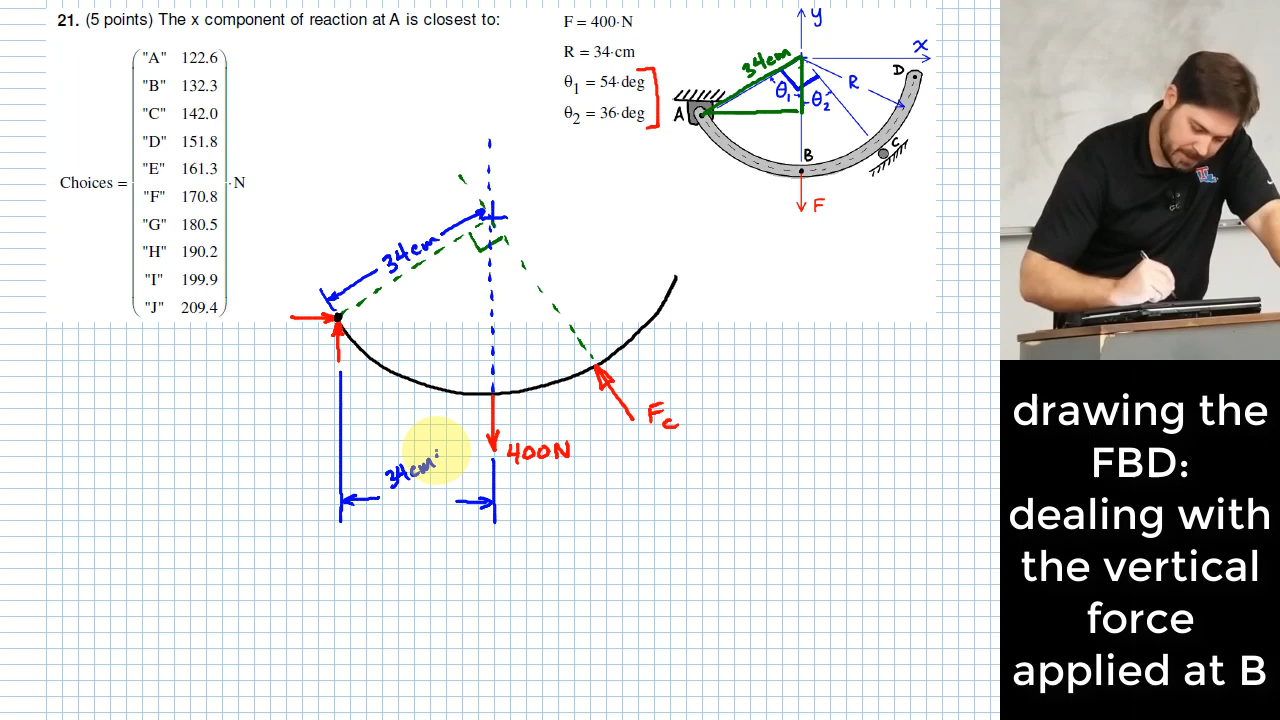 21. (5 points) The x component of reaction at A is closest to:
Choices =
"A" 122.6
"B" 132.3
"C" 142.0
"D" 151.8
"E" 161.3
"F" 170.8
"G" 180.5
"H" 190.2
"I" 199.9
"J" 209.4
·N
F = 400·N
R = 34·cm
θ1 = 54·deg
θ2 = 36·deg
y
x
34cm
D
R
θ1
θ2
A
C
B
F
34cm
Fc
400N
34cm
drawing the
FBD:
dealing with
the vertical
force
applied at B